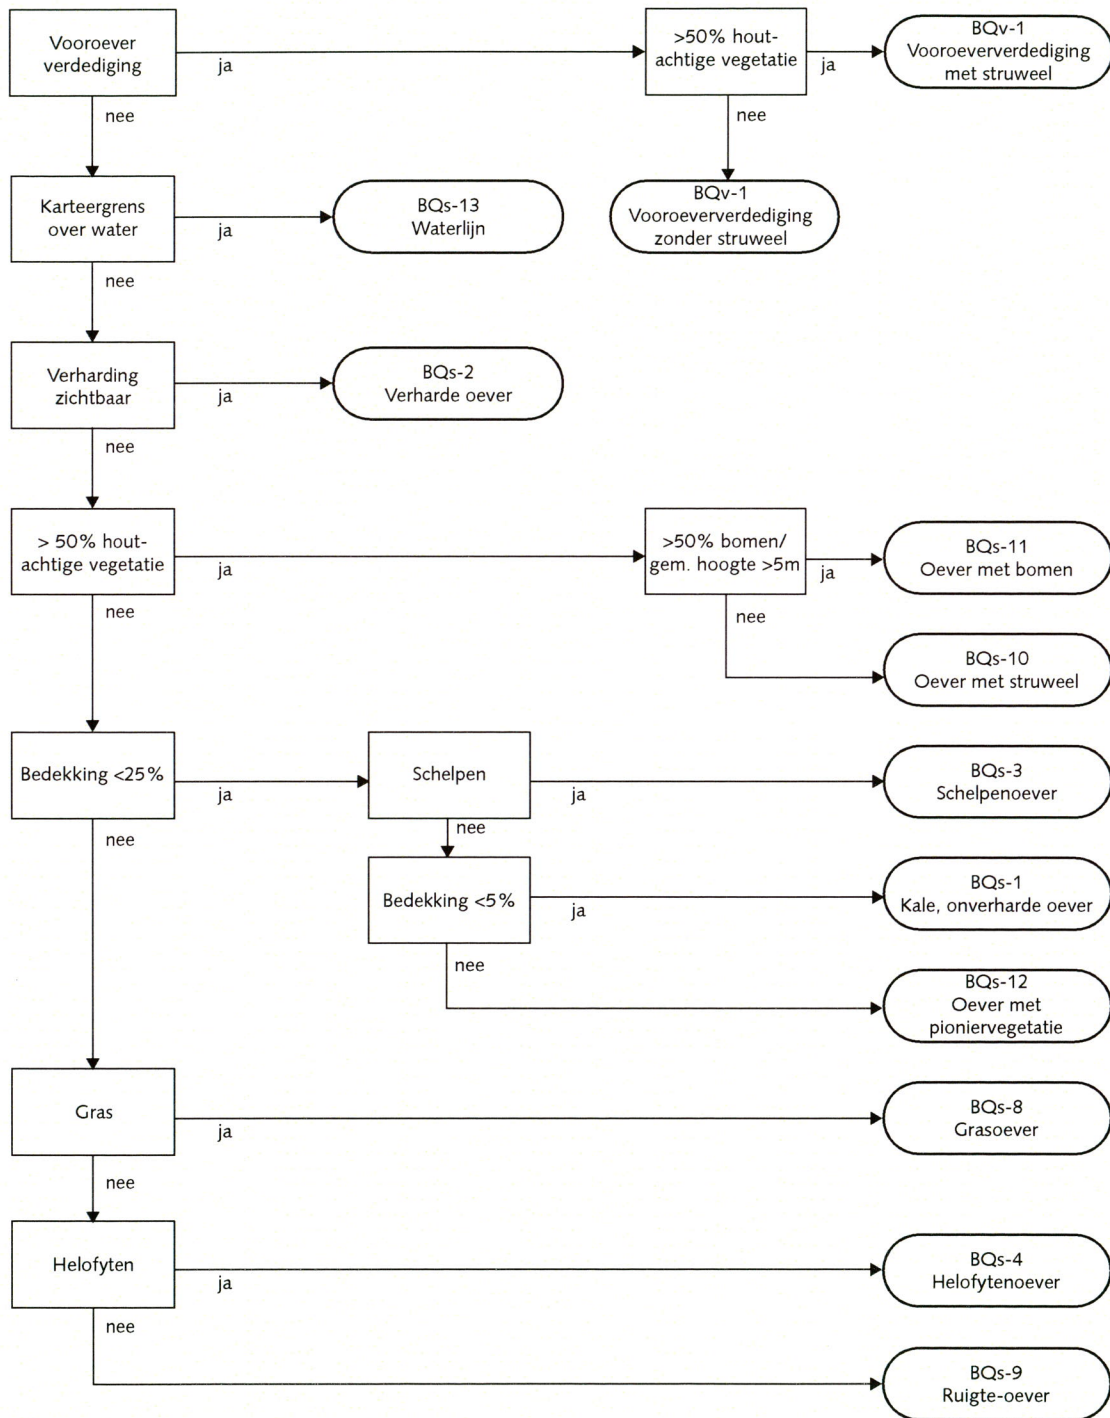 Vooroever
verdediging
ja
>50% hout-
achtige vegetatie
ja
BQv-1
Vooroeververdediging
met struweel
nee
nee
BQv-1
Vooroeververdediging
zonder struweel
Karteergrens
over water
ja
BQs-13
Waterlijn
nee
Verharding
zichtbaar
ja
BQs-2
Verharde oever
nee
> 50% hout-
achtige vegetatie
ja
>50% bomen/
gem. hoogte >5m
ja
BQs-11
Oever met bomen
nee
nee
BQs-10
Oever met struweel
Bedekking <25%
ja
Schelpen
ja
BQs-3
Schelpenoever
nee
nee
Bedekking <5%
ja
BQs-1
Kale, onverharde oever
nee
BQs-12
Oever met
pioniervegetatie
Gras
ja
BQs-8
Grasoever
nee
Helofyten
ja
BQs-4
Helofytenoever
nee
BQs-9
Ruigte-oever